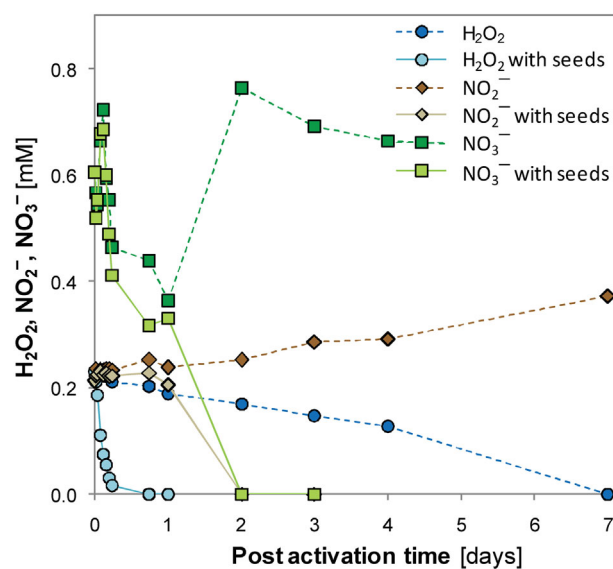 H₂O₂
H₂O₂ with seeds
NO₂⁻
NO₂⁻ with seeds
NO₃⁻
NO₃⁻ with seeds
0.8
0.6
0.4
0.2
0.0
H₂O₂, NO₂⁻, NO₃⁻ [mM]
0 1 2 3 4 5 6 7
Post activation time [days]